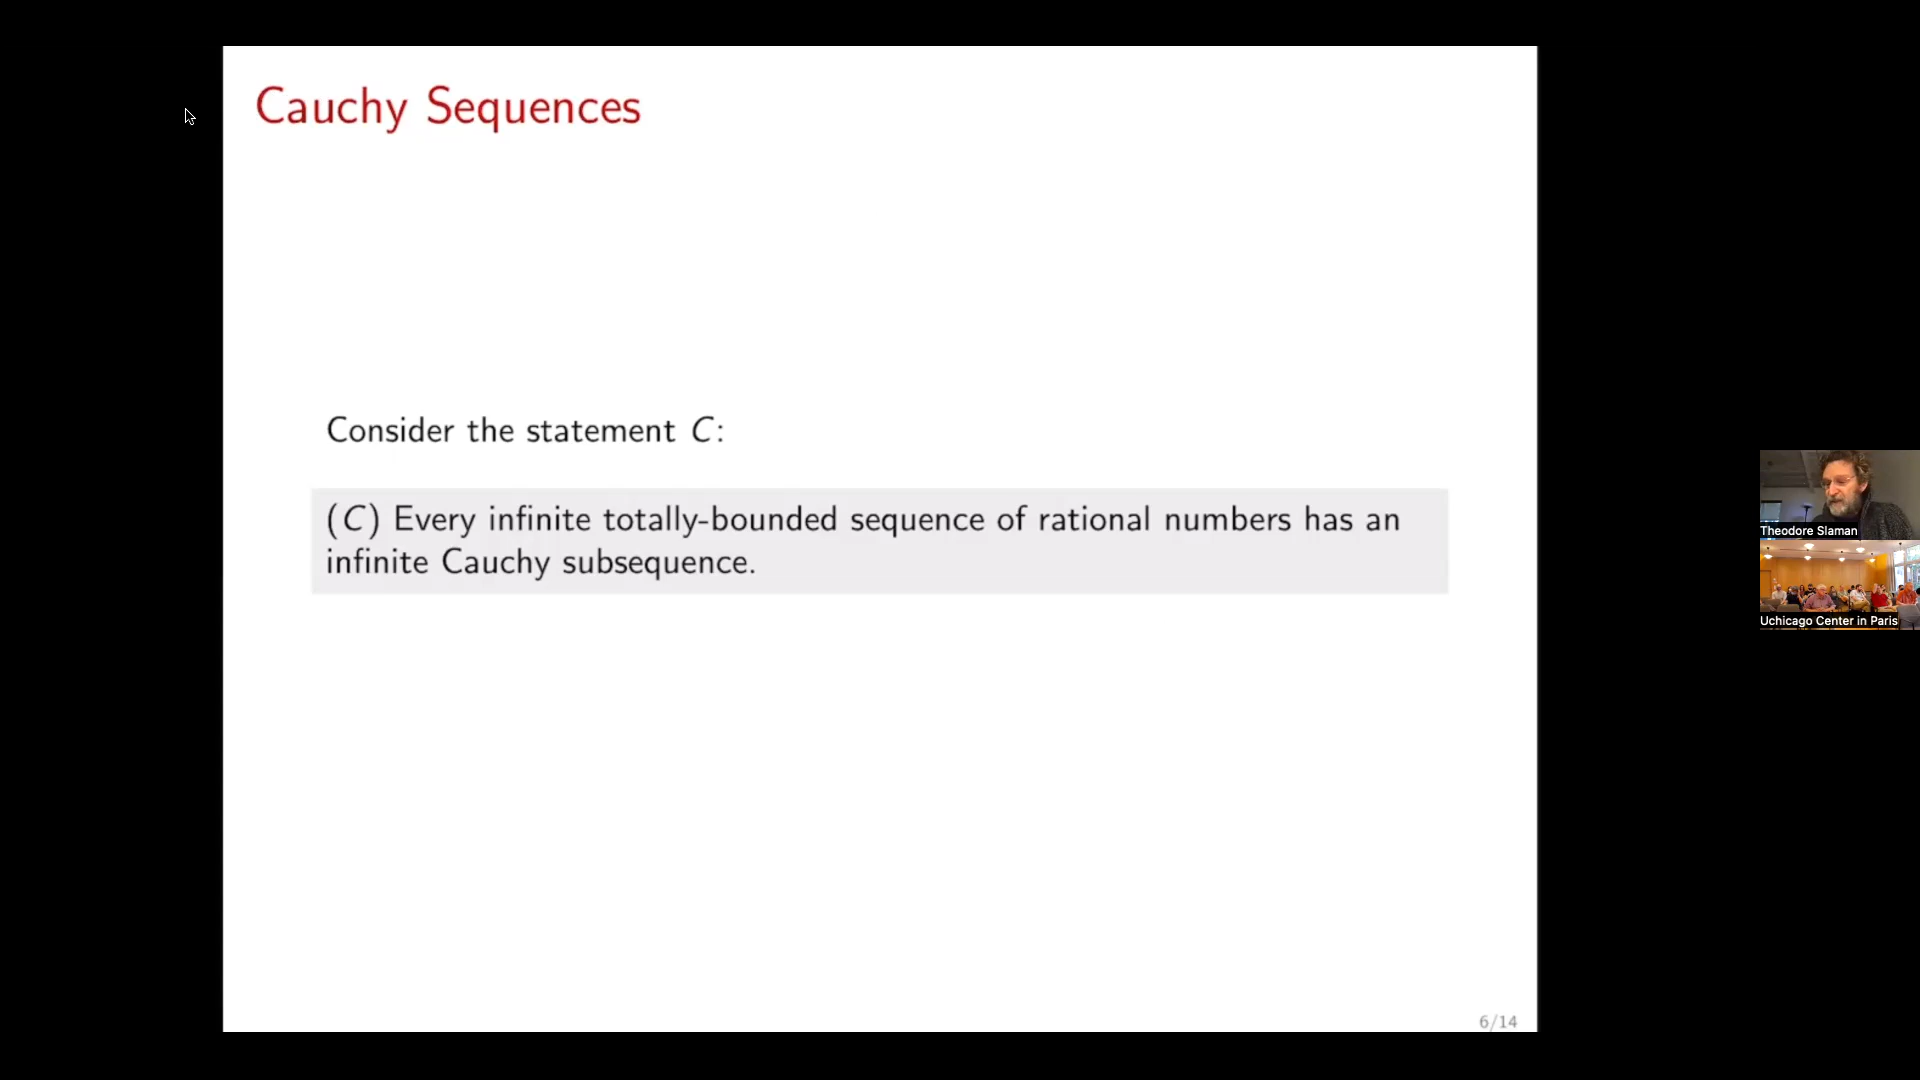 Cauchy Sequences
Consider the statement C:
(C) Every infinite totally-bounded sequence of rational numbers has an
infinite Cauchy subsequence.
6/14
Theodore Slaman
Uchicago Center in Paris